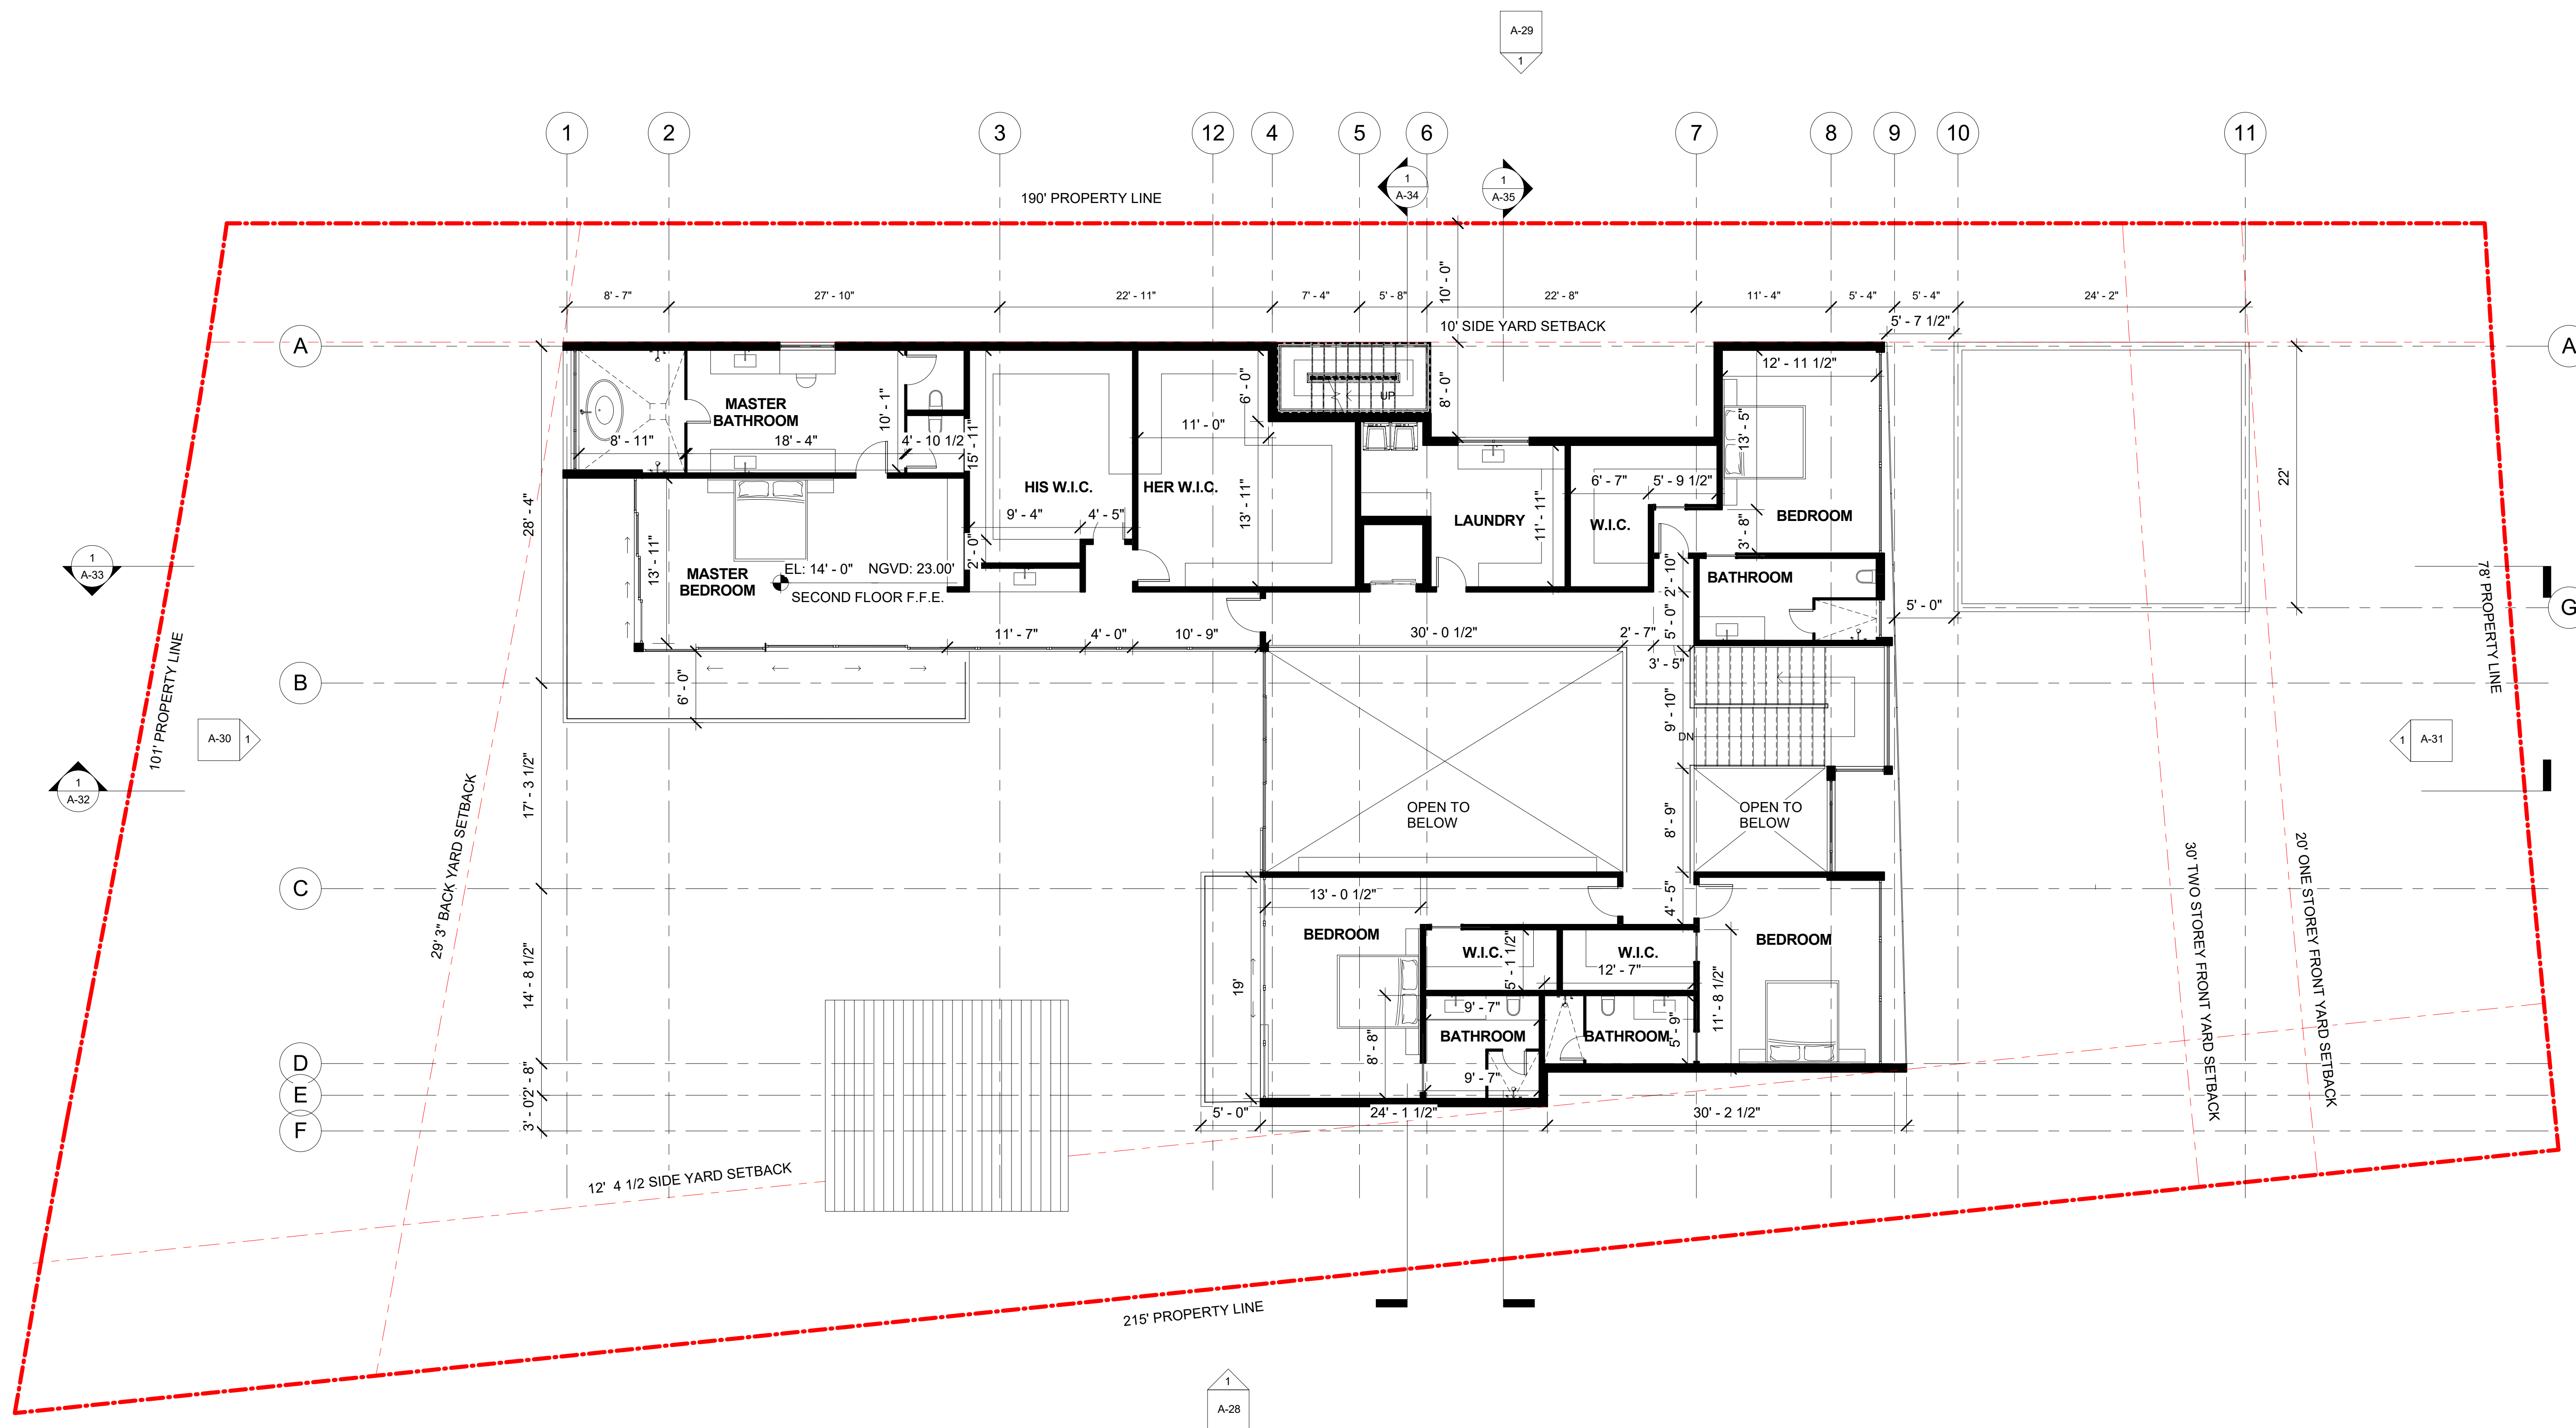 A-29
1
1
2
3
12
4
5
6
7
8
9
10
11
1
A-34
1
A-35
190' PROPERTY LINE
8' - 7"
27' - 10"
22' - 11"
7' - 4"
5' - 8"
10' - 0"
22' - 8"
11' - 4"
5' - 4"
5' - 4"
24' - 2"
5' - 7 1/2"
10' SIDE YARD SETBACK
A
A
12' - 11 1/2"
MASTER
BATHROOM
10' - 1"
6' - 0"
UP
8' - 0"
13' - 5"
8' - 11"
18' - 4"
4' - 10 1/2
15' - 11"
11' - 0"
22'
28' - 4"
HIS W.I.C.
HER W.I.C.
13' - 11"
9' - 4"
4' - 5"
LAUNDRY
11' - 11"
6' - 7"
5' - 9 1/2"
W.I.C.
BEDROOM
3' - 8"
13' - 11"
2' - 0"
1
A-33
MASTER
BEDROOM
EL: 14' - 0"
NGVD: 23.00'
SECOND FLOOR F.F.E.
2' - 10"
BATHROOM
78' PROPERTY LINE
5' - 0"
G
11' - 7"
4' - 0"
10' - 9"
30' - 0 1/2"
2' - 7"
5' - 0"
3' - 5"
101' PROPERTY LINE
B
6' - 0"
9' - 10"
DN
A-30
1
1
A-31
1
A-32
17' - 3 1/2"
29' 3" BACK YARD SETBACK
OPEN TO
BELOW
8' - 9"
OPEN TO
BELOW
30' TWO STOREY FRONT YARD SETBACK
20' ONE STOREY FRONT YARD SETBACK
C
13' - 0 1/2"
4' - 5"
BEDROOM
W.I.C.
5' - 1 1/2"
W.I.C.
12' - 7"
BEDROOM
14' - 8 1/2"
19'
9' - 7"
11' - 8 1/2"
8' - 8"
BATHROOM
BATHROOM
5' - 9"
D
2' - 8"
9' - 7"
E
3' - 0"
F
5' - 0"
24' - 1 1/2"
30' - 2 1/2"
12' 4 1/2 SIDE YARD SETBACK
215' PROPERTY LINE
1
A-28